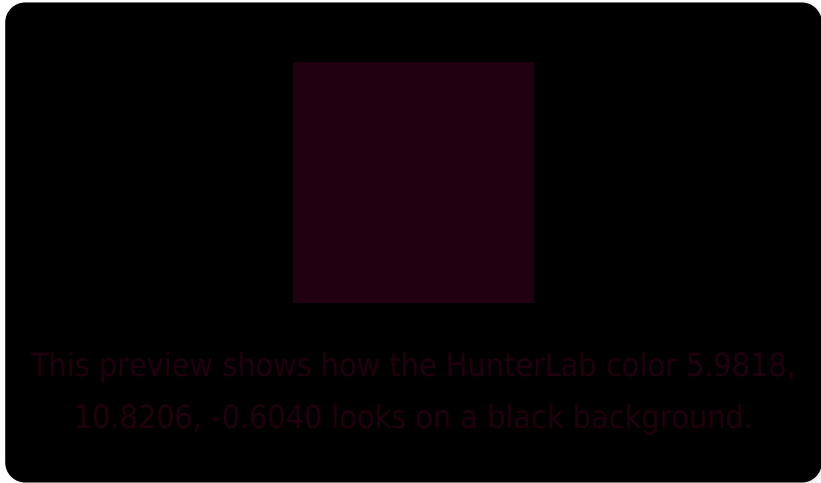 This preview shows how the HunterLab color 5.9818,
10.8206, -0.6040 looks on a black background.